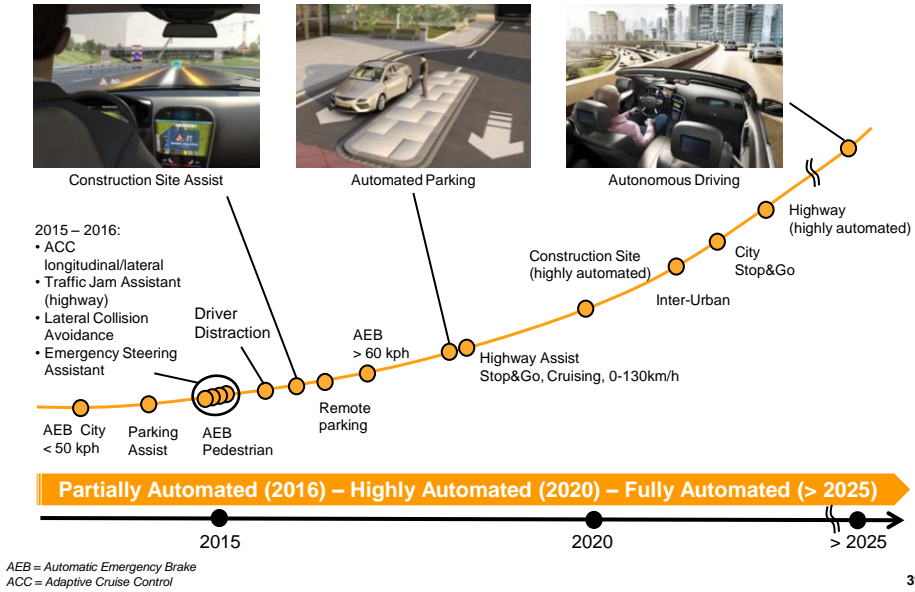 Construction Site Assist
Automated Parking
Autonomous Driving
2015 – 2016:
• ACC
longitudinal/lateral
• Traffic Jam Assistant
(highway)
• Lateral Collision
Avoidance
• Emergency Steering
Assistant
Driver
Distraction
AEB
> 60 kph
Construction Site
(highly automated)
Highway
(highly automated)
City
Stop&Go
Inter-Urban
Highway Assist
Stop&Go, Cruising, 0-130km/h
Remote
parking
AEB City
< 50 kph
Parking
Assist
AEB
Pedestrian
Partially Automated (2016) – Highly Automated (2020) – Fully Automated (> 2025)
2015
2020
> 2025
AEB = Automatic Emergency Brake
ACC = Adaptive Cruise Control
3